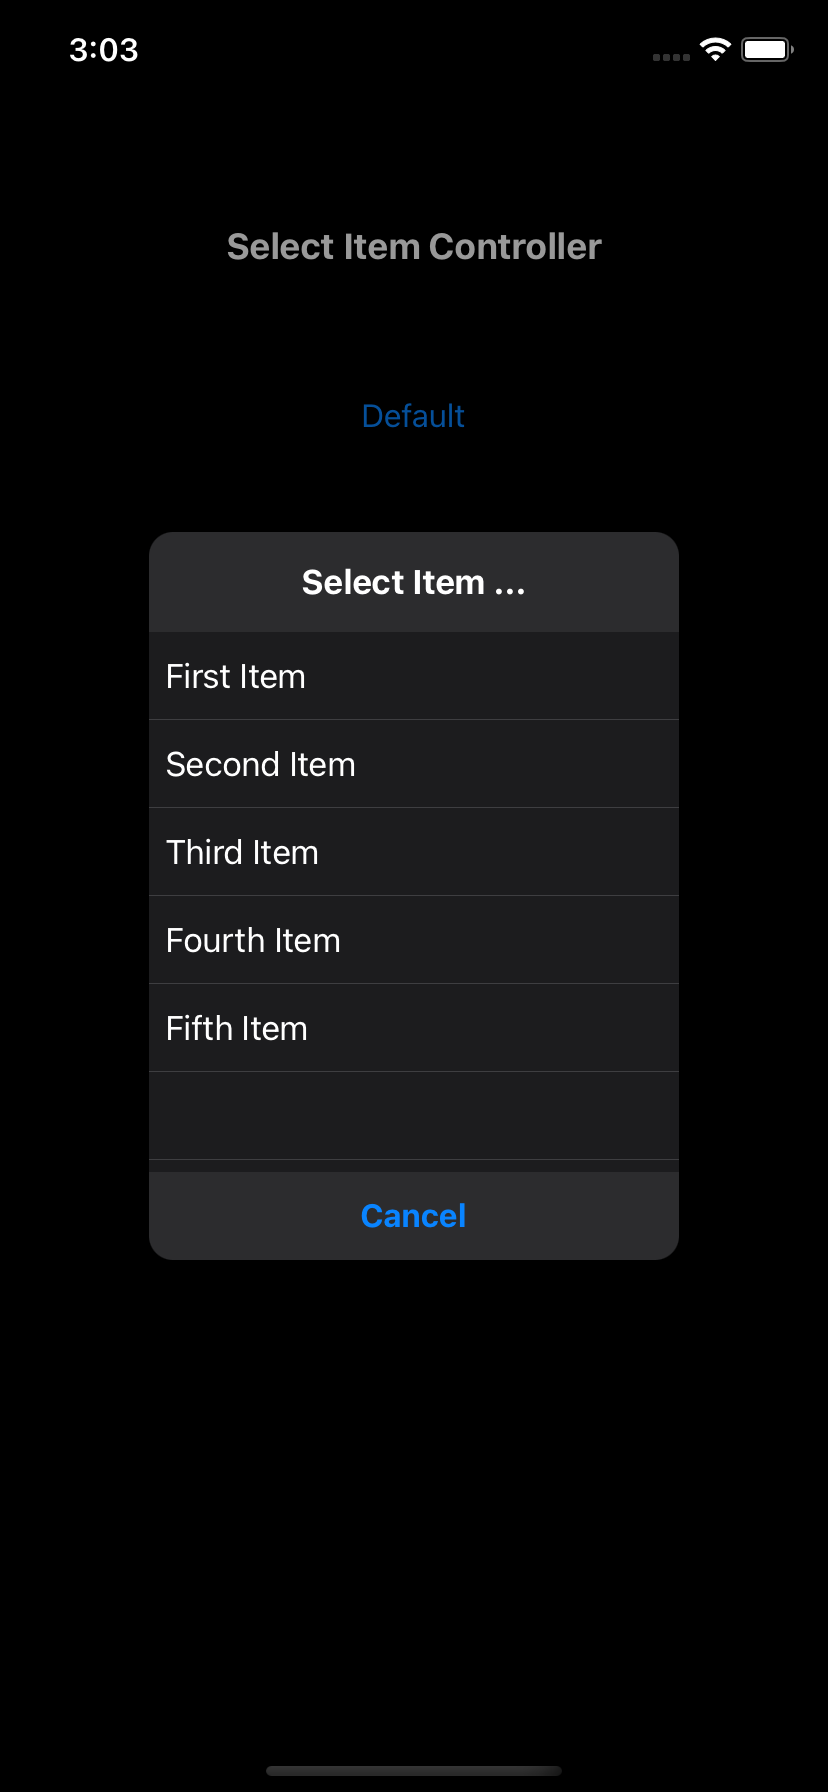 3:03
Select Item Controller
Default
Select Item ...
First Item
Second Item
Third Item
Fourth Item
Fifth Item
Cancel